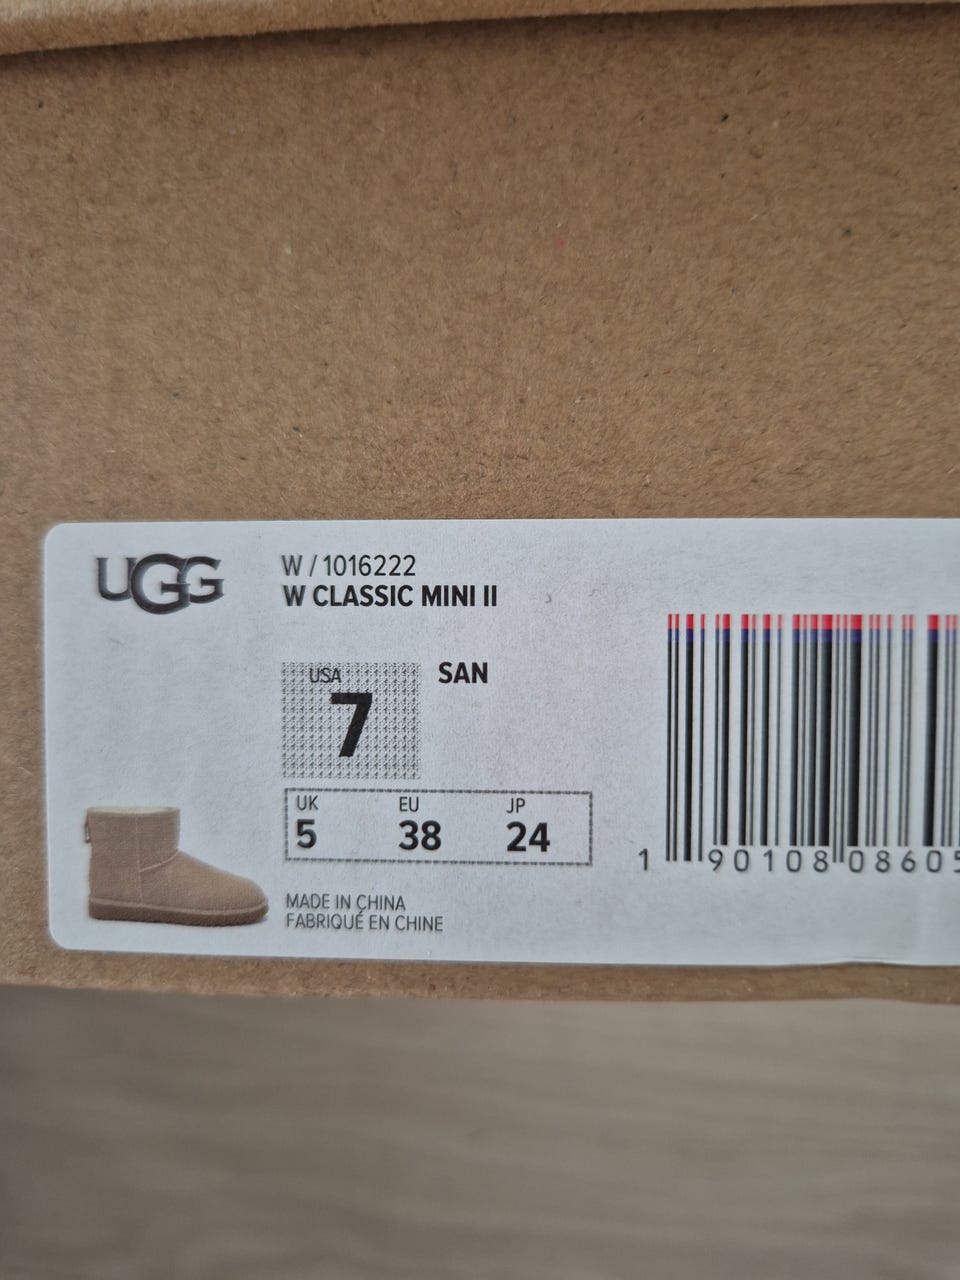 UGG
W / 1016222
W CLASSIC MINI II
USA
7
SAN
UK EU JP
5 38 24
1 90108 08605
MADE IN CHINA
FABRIQUÉ EN CHINE